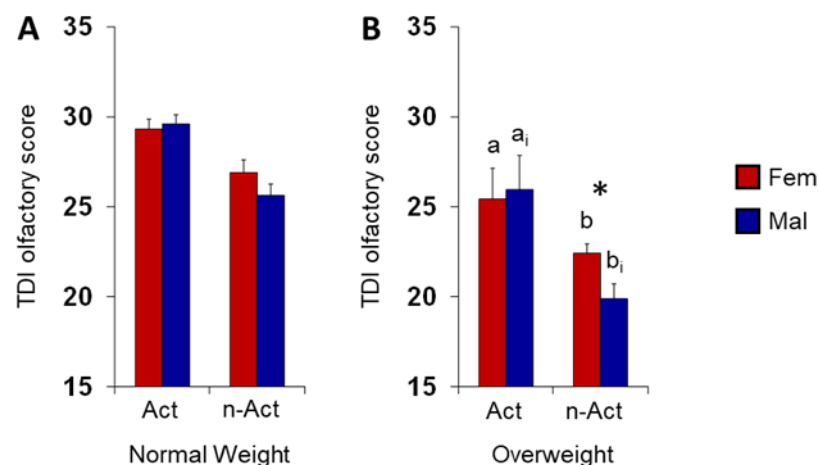 A
35
30
25
20
15
TDI olfactory score
Act n-Act
Normal Weight
B
35
30
25
20
15
TDI olfactory score
a aᵢ
*
b
bᵢ
Act n-Act
Overweight
Fem
Mal